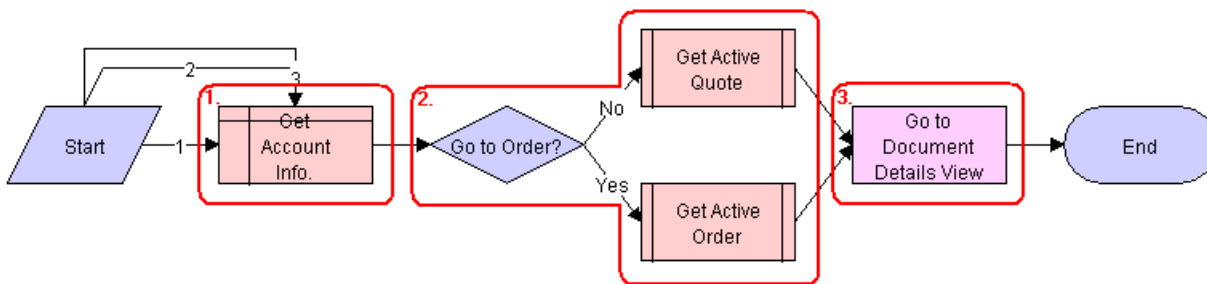 Start
1
2
3
1.
Get
Account
Info.
2.
Go to Order?
No
Yes
Get Active
Quote
Get Active
Order
3.
Go to
Document
Details View
End